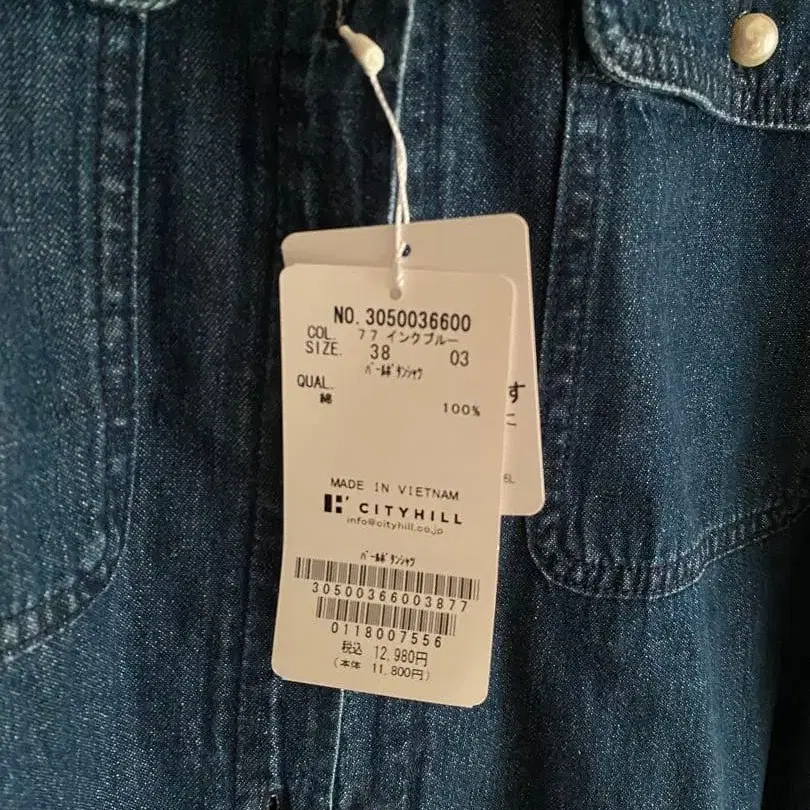 NO. 3050036600
COL. 77 インクブルー
SIZE. 38 03
パールボタンシャツ
QUAL.
綿 100%
MADE IN VIETNAM
CITYHILL
info@cityhill.co.jp
パールボタンシャツ
30500366003877
0118007556
税込 12,980円
(本体 11,800円)
す
に